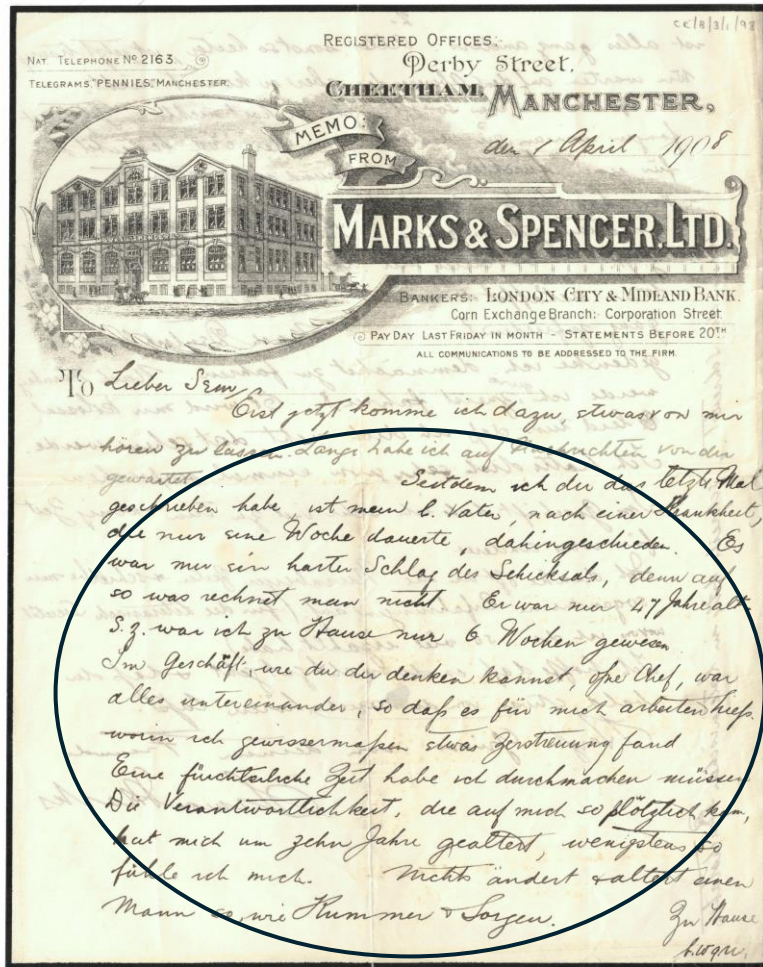 CK/8/3/1/93
REGISTERED OFFICES:
NAT. TELEPHONE No. 2163.
Derby Street,
TELEGRAMS, "PENNIES," MANCHESTER.
CHEETHAM, MANCHESTER,
MEMO:
FROM
den 1 April 1908
MARKS & SPENCER, LTD.
BANKERS: LONDON CITY & MIDLAND BANK.
Corn Exchange Branch: Corporation Street
PAY DAY LAST FRIDAY IN MONTH - STATEMENTS BEFORE 20TH
ALL COMMUNICATIONS TO BE ADDRESSED TO THE FIRM.
To Lieber Sem,
Erst jetzt komme ich dazu, etwas von mir
hören zu lassen. Lange habe ich auf Nachrichten von dir
gewartet. Seitdem ich dir das letzte Mal
geschrieben habe, ist mein l. Vater, nach einer Krankheit,
die nur eine Woche dauerte, dahingeschieden. Es
war mir ein harter Schlag des Schicksals, denn auf
so was rechnet man nicht. Er war nur 47 Jahre alt.
S. z. war ich zu Hause nur 6 Wochen gewesen.
Im Geschäft, wie du dir denken kannst, ohne Chef, war
alles untereinander, so daß es für mich arbeiten hieß
worin ich gewissermaßen etwas Zerstreuung fand
Eine fürchterliche Zeit habe ich durchmachen müssen
Die Verantwortlichkeit, die auf mich so plötzlich kam,
hat mich um zehn Jahre gealtert, wenigstens so
fühle ich mich. Nichts ändert & altert einen
Mann so, wie Kummer & Sorgen. Zu Hause